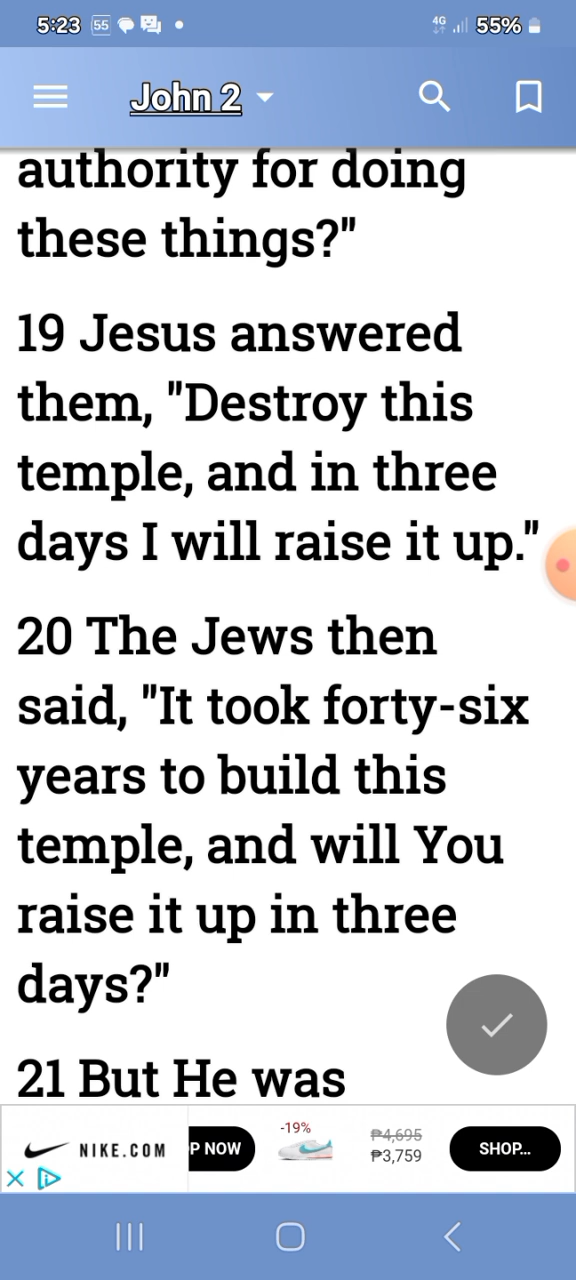 5:23 55 4G 55%
John 2
authority for doing
these things?"
19 Jesus answered
them, "Destroy this
temple, and in three
days I will raise it up."
20 The Jews then
said, "It took forty-six
years to build this
temple, and will You
raise it up in three
days?"
21 But He was
NIKE.COM
P NOW
-19%
₱4,695
₱3,759
SHOP...